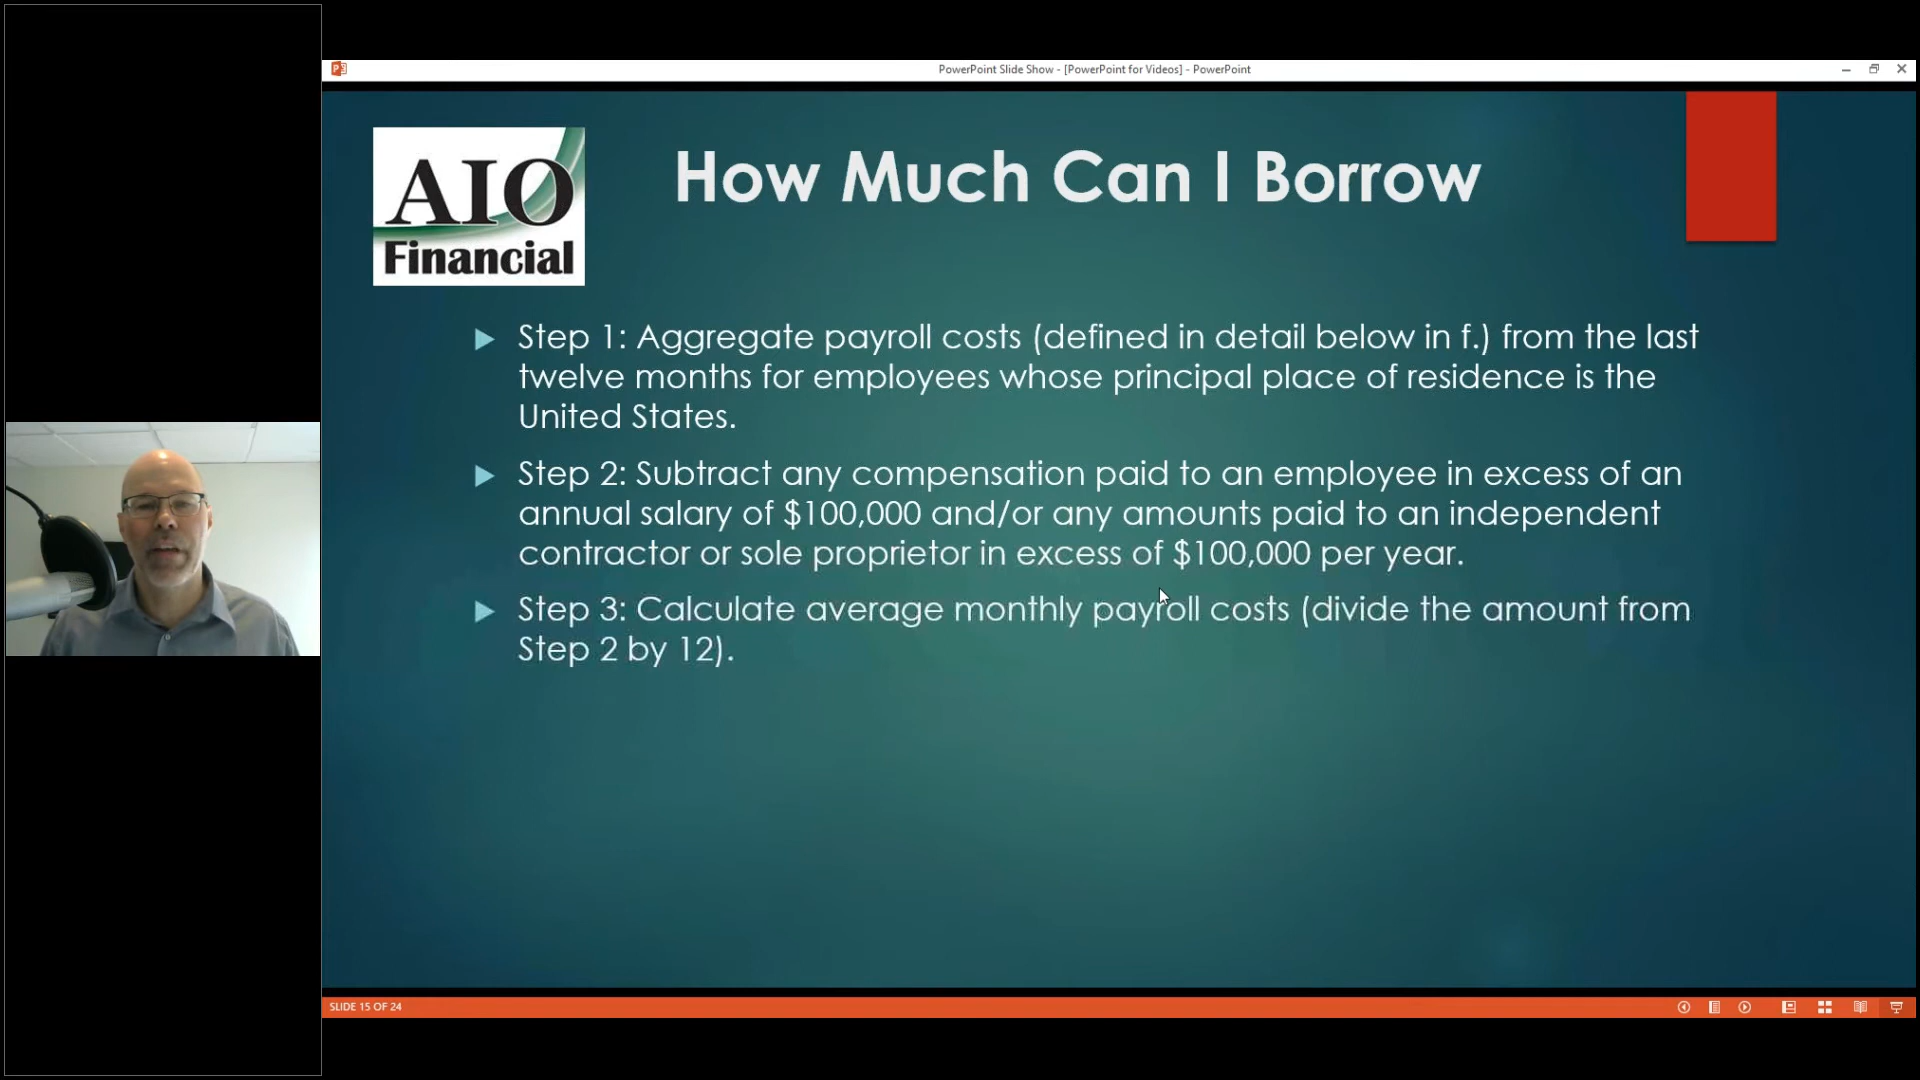 PowerPoint Slide Show - [PowerPoint for Videos] - PowerPoint
AIO
Financial
How Much Can I Borrow
Step 1: Aggregate payroll costs (defined in detail below in f.) from the last
twelve months for employees whose principal place of residence is the
United States.
Step 2: Subtract any compensation paid to an employee in excess of an
annual salary of $100,000 and/or any amounts paid to an independent
contractor or sole proprietor in excess of $100,000 per year.
Step 3: Calculate average monthly payroll costs (divide the amount from
Step 2 by 12).
SLIDE 15 OF 24